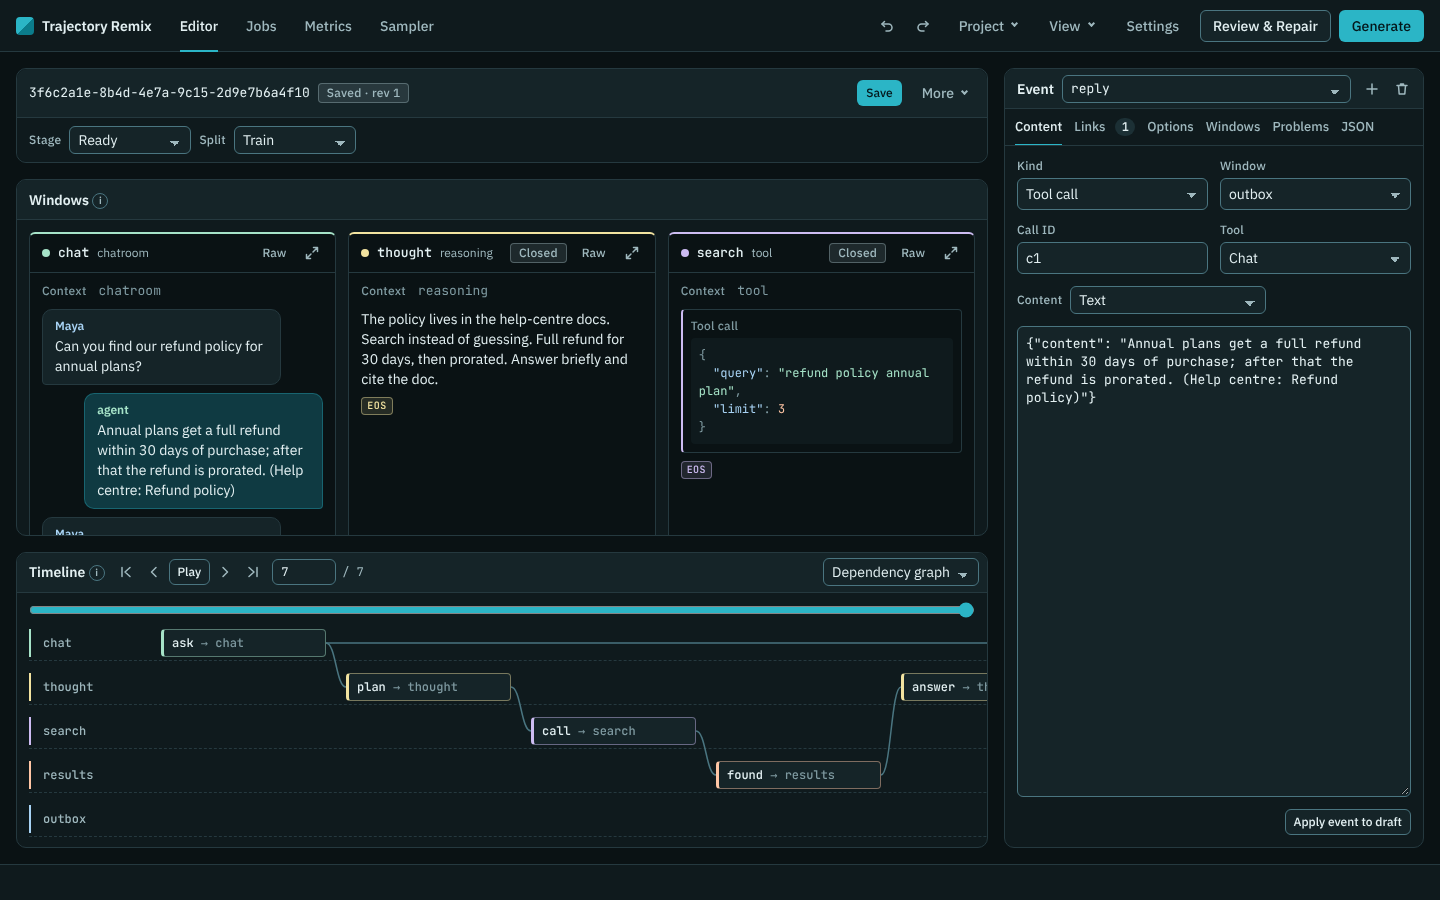 Trajectory Remix Editor Jobs Metrics Sampler Project View Settings Review & Repair Generate
3f6c2a1e-8b4d-4e7a-9c15-2d9e7b6a4f10 Saved · rev 1 Save More
Stage Ready Split Train
Windows i
chat chatroom Raw
Context chatroom
Maya
Can you find our refund policy for
annual plans?
agent
Annual plans get a full refund
within 30 days of purchase; after
that the refund is prorated. (Help
centre: Refund policy)
Maya
thought reasoning Closed Raw
Context reasoning
The policy lives in the help-centre docs.
Search instead of guessing. Full refund for
30 days, then prorated. Answer briefly and
cite the doc.
EOS
search tool Closed Raw
Context tool
Tool call
{
"query": "refund policy annual
plan",
"limit": 3
}
EOS
Timeline i Play 7 / 7 Dependency graph
chat ask → chat
thought plan → thought answer → th
search call → search
results found → results
outbox
Event reply
Content Links 1 Options Windows Problems JSON
Kind Window
Tool call outbox
Call ID Tool
c1 Chat
Content Text
{"content": "Annual plans get a full refund
within 30 days of purchase; after that the
refund is prorated. (Help centre: Refund
policy)"}
Apply event to draft